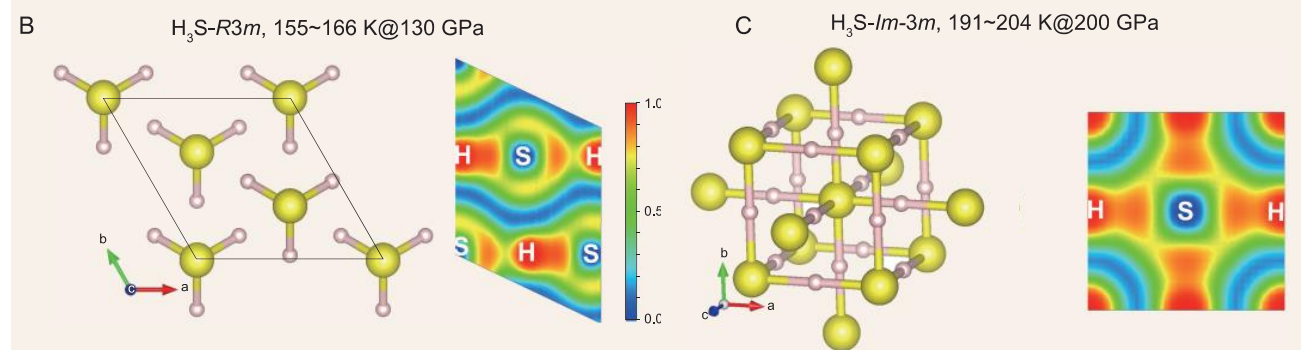 B
H₃S-R3m, 155~166 K@130 GPa
b
c
a
H S H
S H S
1.0
0.5
0.0
C
H₃S-Im-3m, 191~204 K@200 GPa
b
c
a
H S H